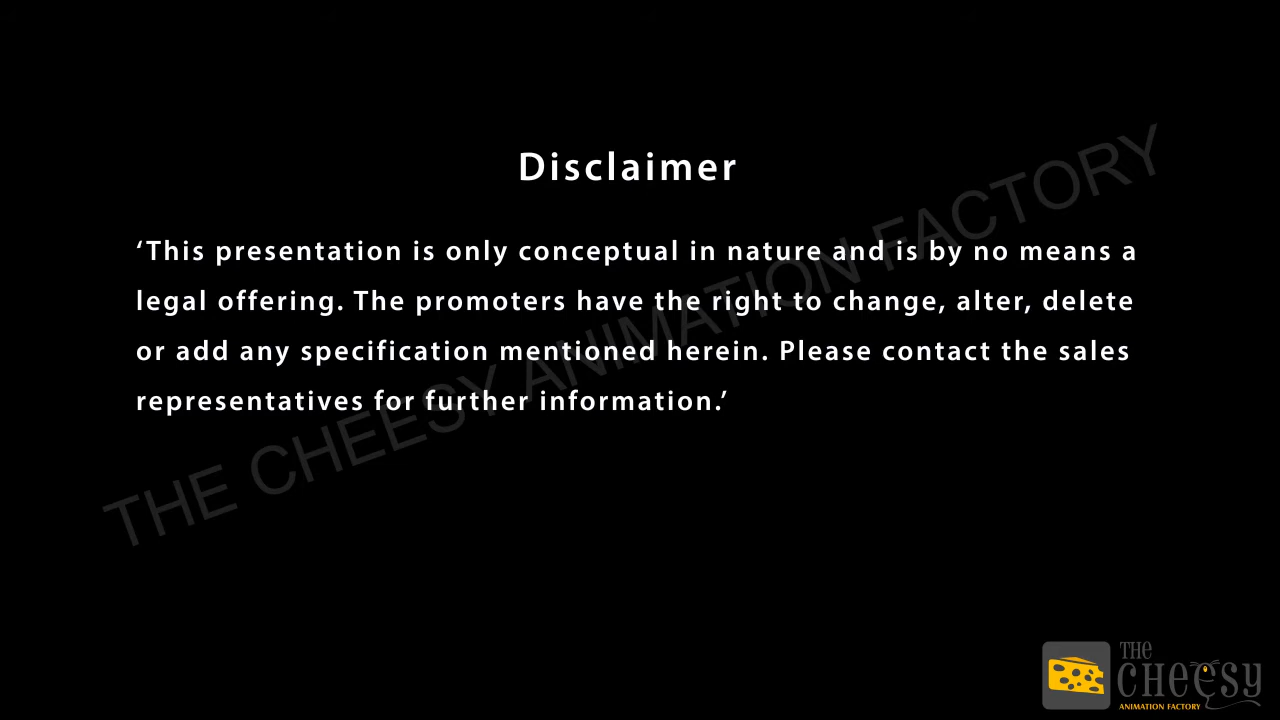 Disclaimer
‘This presentation is only conceptual in nature and is by no means a
legal offering. The promoters have the right to change, alter, delete
or add any specification mentioned herein. Please contact the sales
representatives for further information.’
THE CHEESY ANIMATION FACTORY
THE
CHEESY
ANIMATION FACTORY